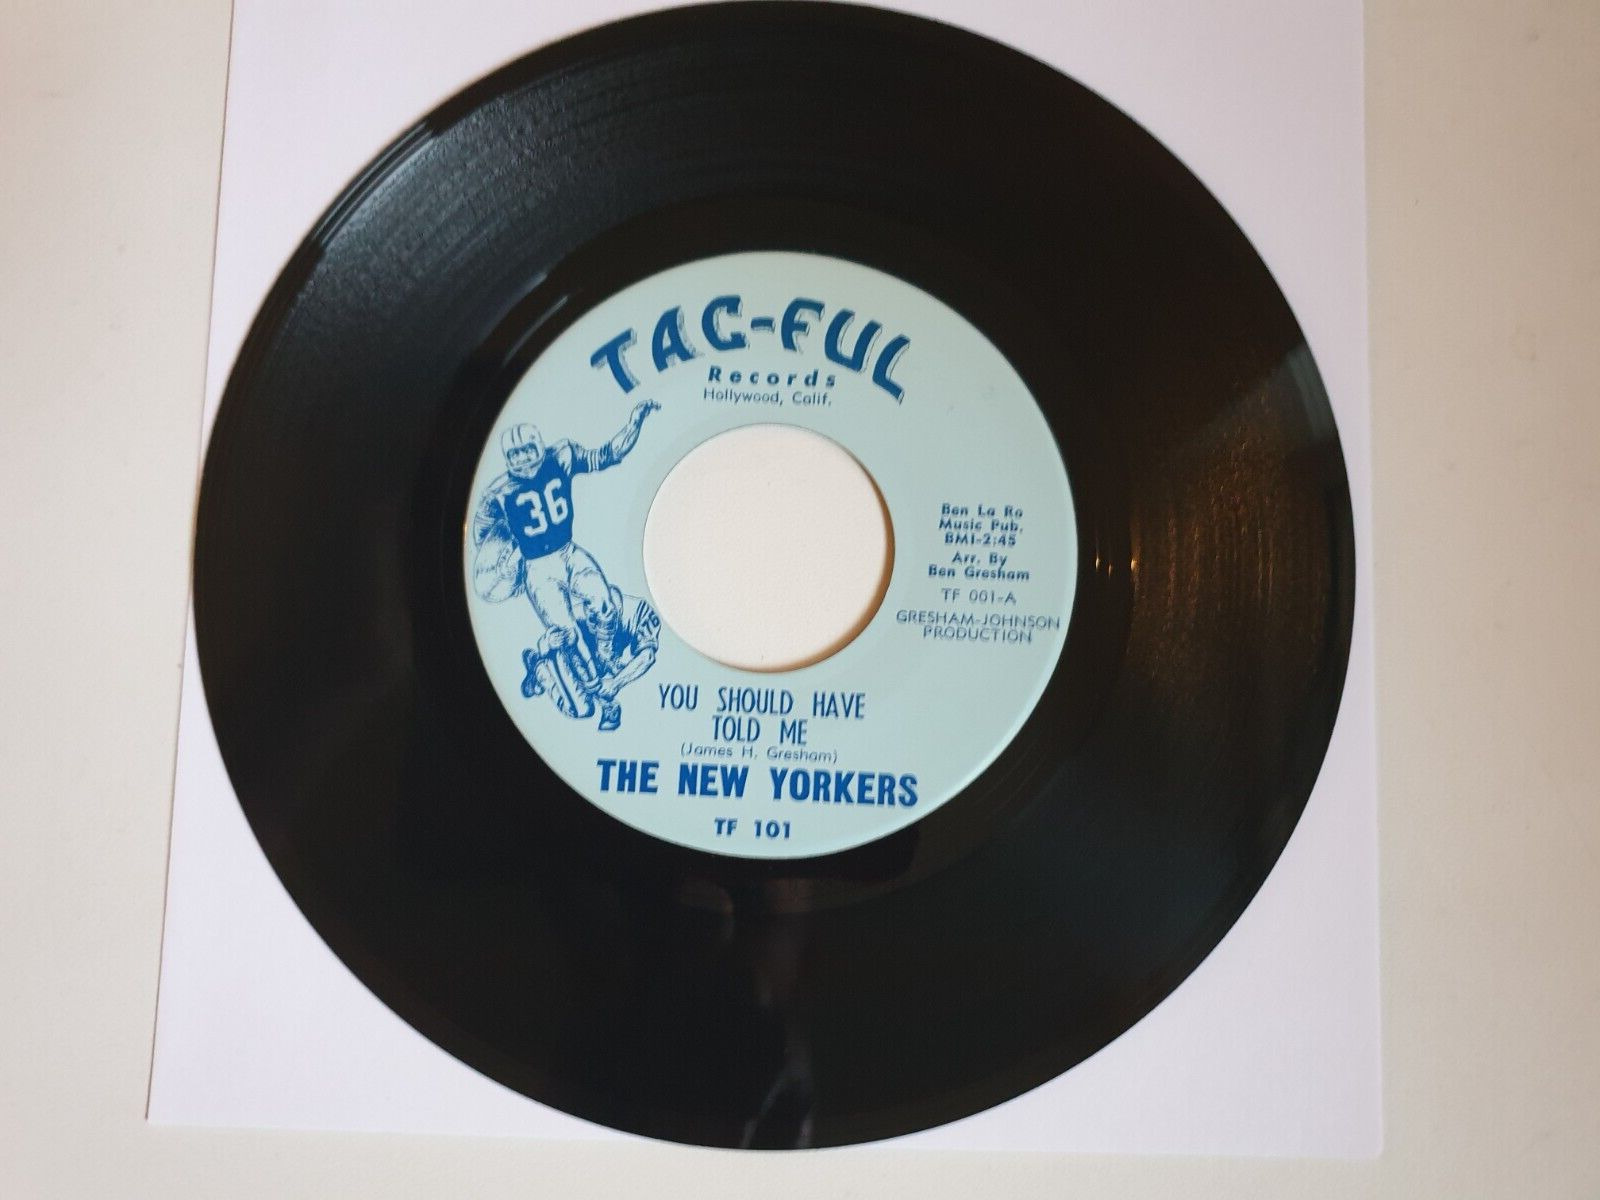 TAC-FUL
Records
Hollywood, Calif.
36
76
Ben La Ro
Music Pub.
BMI-2:45
Arr. By
Ben Gresham
TF 001-A
GRESHAM-JOHNSON
PRODUCTION
YOU SHOULD HAVE
TOLD ME
(James H. Gresham)
THE NEW YORKERS
TF 101